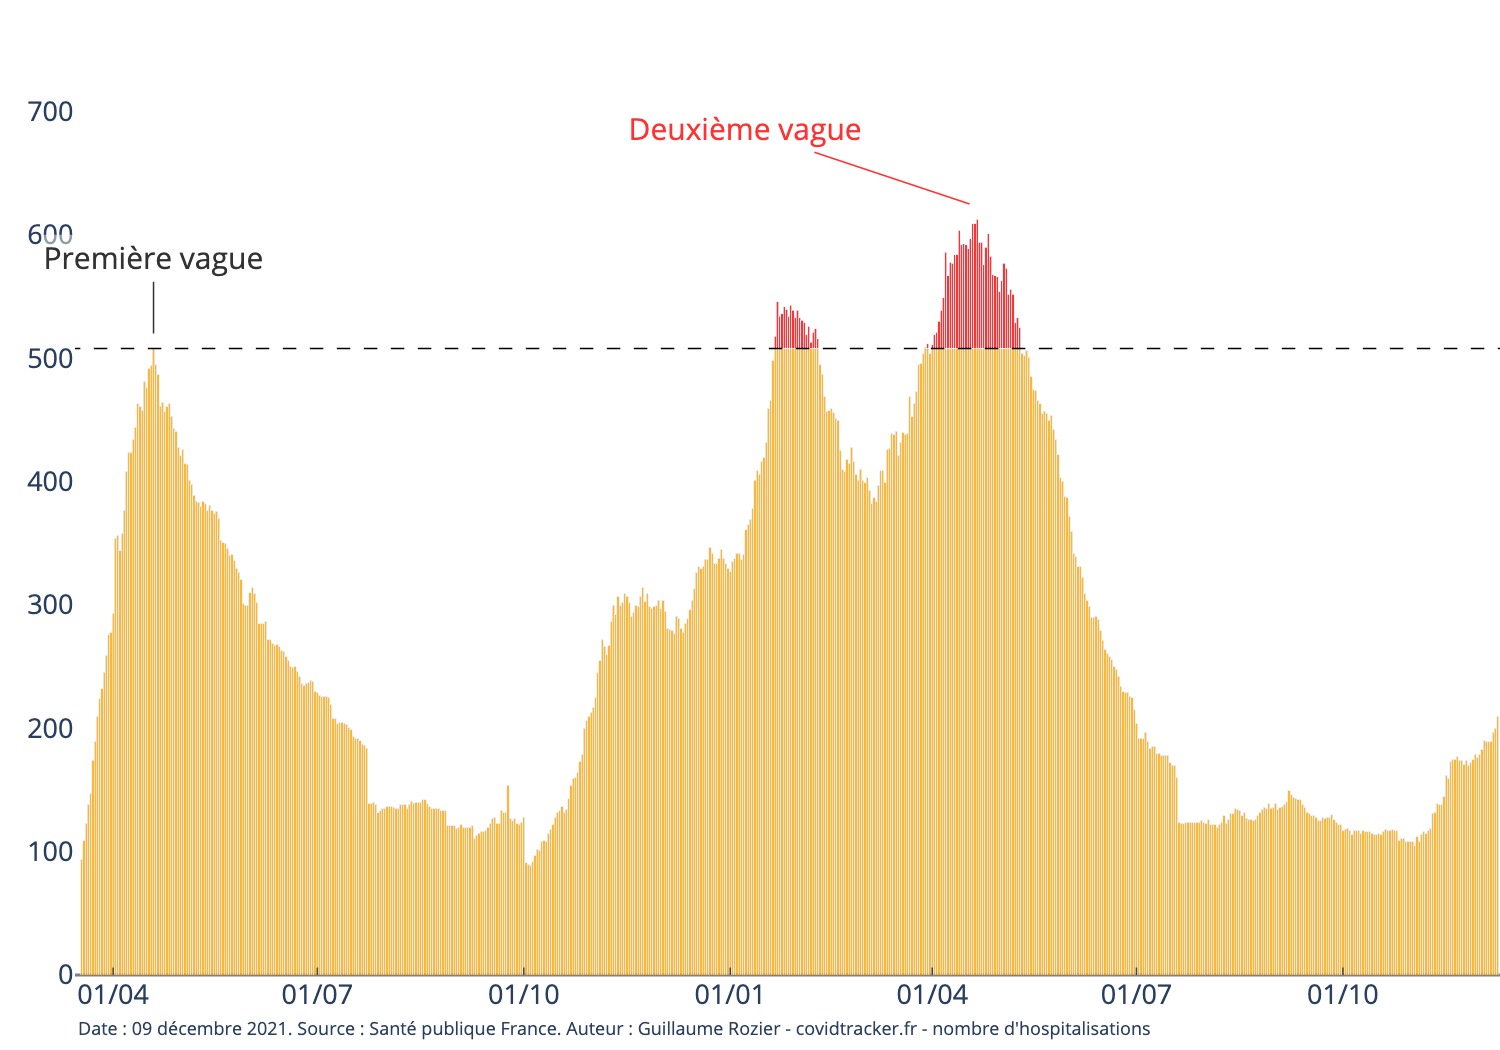 700
Deuxième vague
600
Première vague
500
400
300
200
100
0
01/04 01/07 01/10 01/01 01/04 01/07 01/10
Date : 09 décembre 2021. Source : Santé publique France. Auteur : Guillaume Rozier - covidtracker.fr - nombre d'hospitalisations